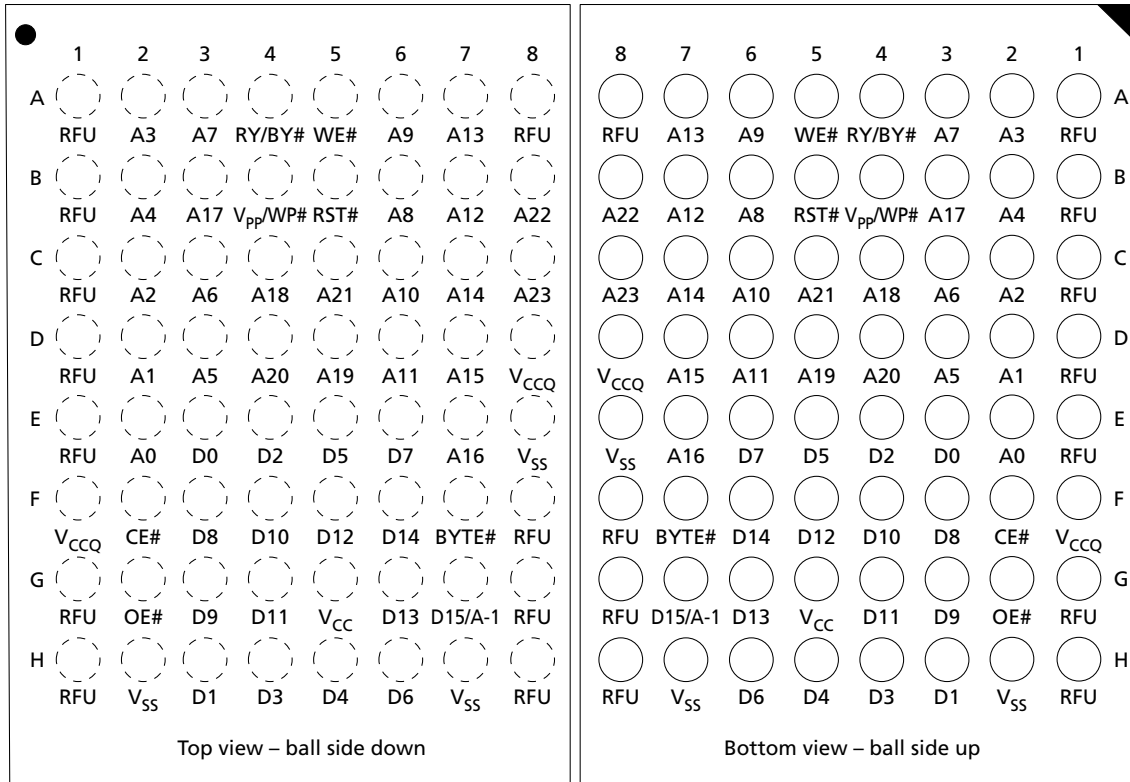 1 2 3 4 5 6 7 8
A
RFU A3 A7 RY/BY# WE# A9 A13 RFU
B
RFU A4 A17 VPP/WP# RST# A8 A12 A22
C
RFU A2 A6 A18 A21 A10 A14 A23
D
RFU A1 A5 A20 A19 A11 A15 VCCQ
E
RFU A0 D0 D2 D5 D7 A16 VSS
F
VCCQ CE# D8 D10 D12 D14 BYTE# RFU
G
RFU OE# D9 D11 VCC D13 D15/A-1 RFU
H
RFU VSS D1 D3 D4 D6 VSS RFU
Top view – ball side down
8 7 6 5 4 3 2 1
A
RFU A13 A9 WE# RY/BY# A7 A3 RFU
B
A22 A12 A8 RST# VPP/WP# A17 A4 RFU
C
A23 A14 A10 A21 A18 A6 A2 RFU
D
VCCQ A15 A11 A19 A20 A5 A1 RFU
E
VSS A16 D7 D5 D2 D0 A0 RFU
F
RFU BYTE# D14 D12 D10 D8 CE# VCCQ
G
RFU D15/A-1 D13 VCC D11 D9 OE# RFU
H
RFU VSS D6 D4 D3 D1 VSS RFU
Bottom view – ball side up